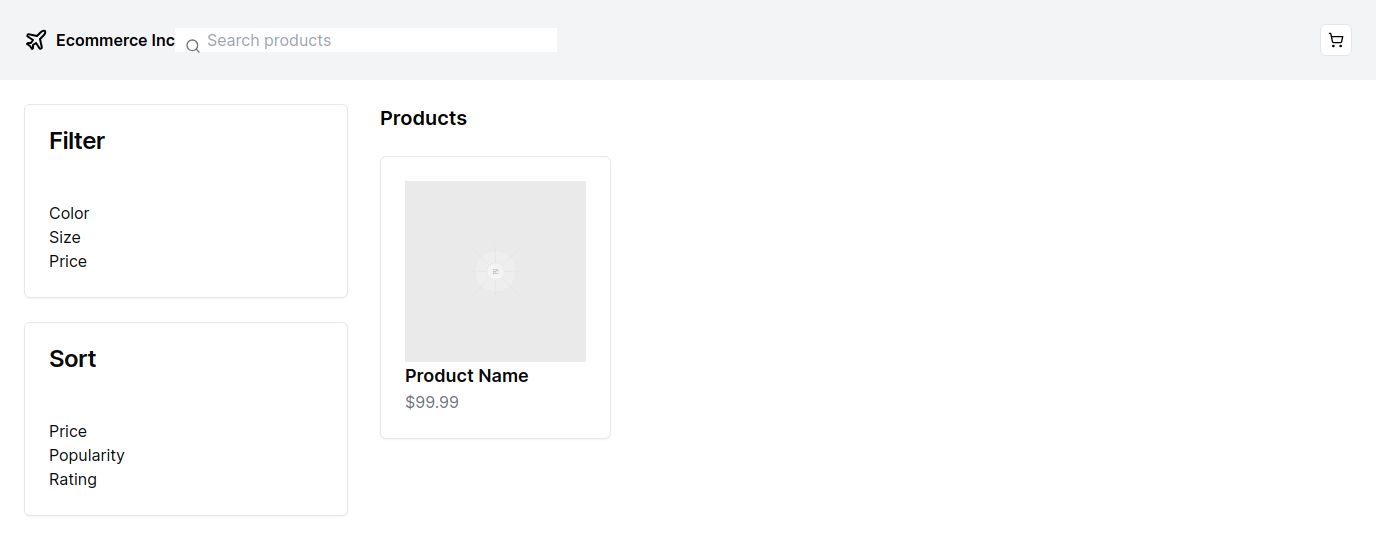 Ecommerce Inc
Search products
Filter
Color
Size
Price
Sort
Price
Popularity
Rating
Products
Product Name
$99.99